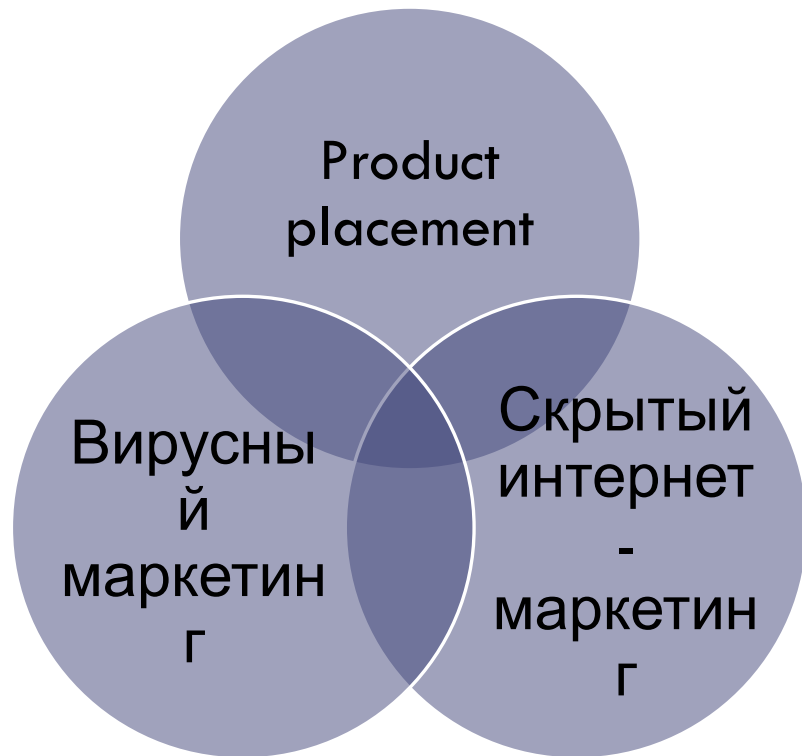 Product
placement
Вирусны
й
маркетин
г
Скрытый
интернет
-
маркетин
г